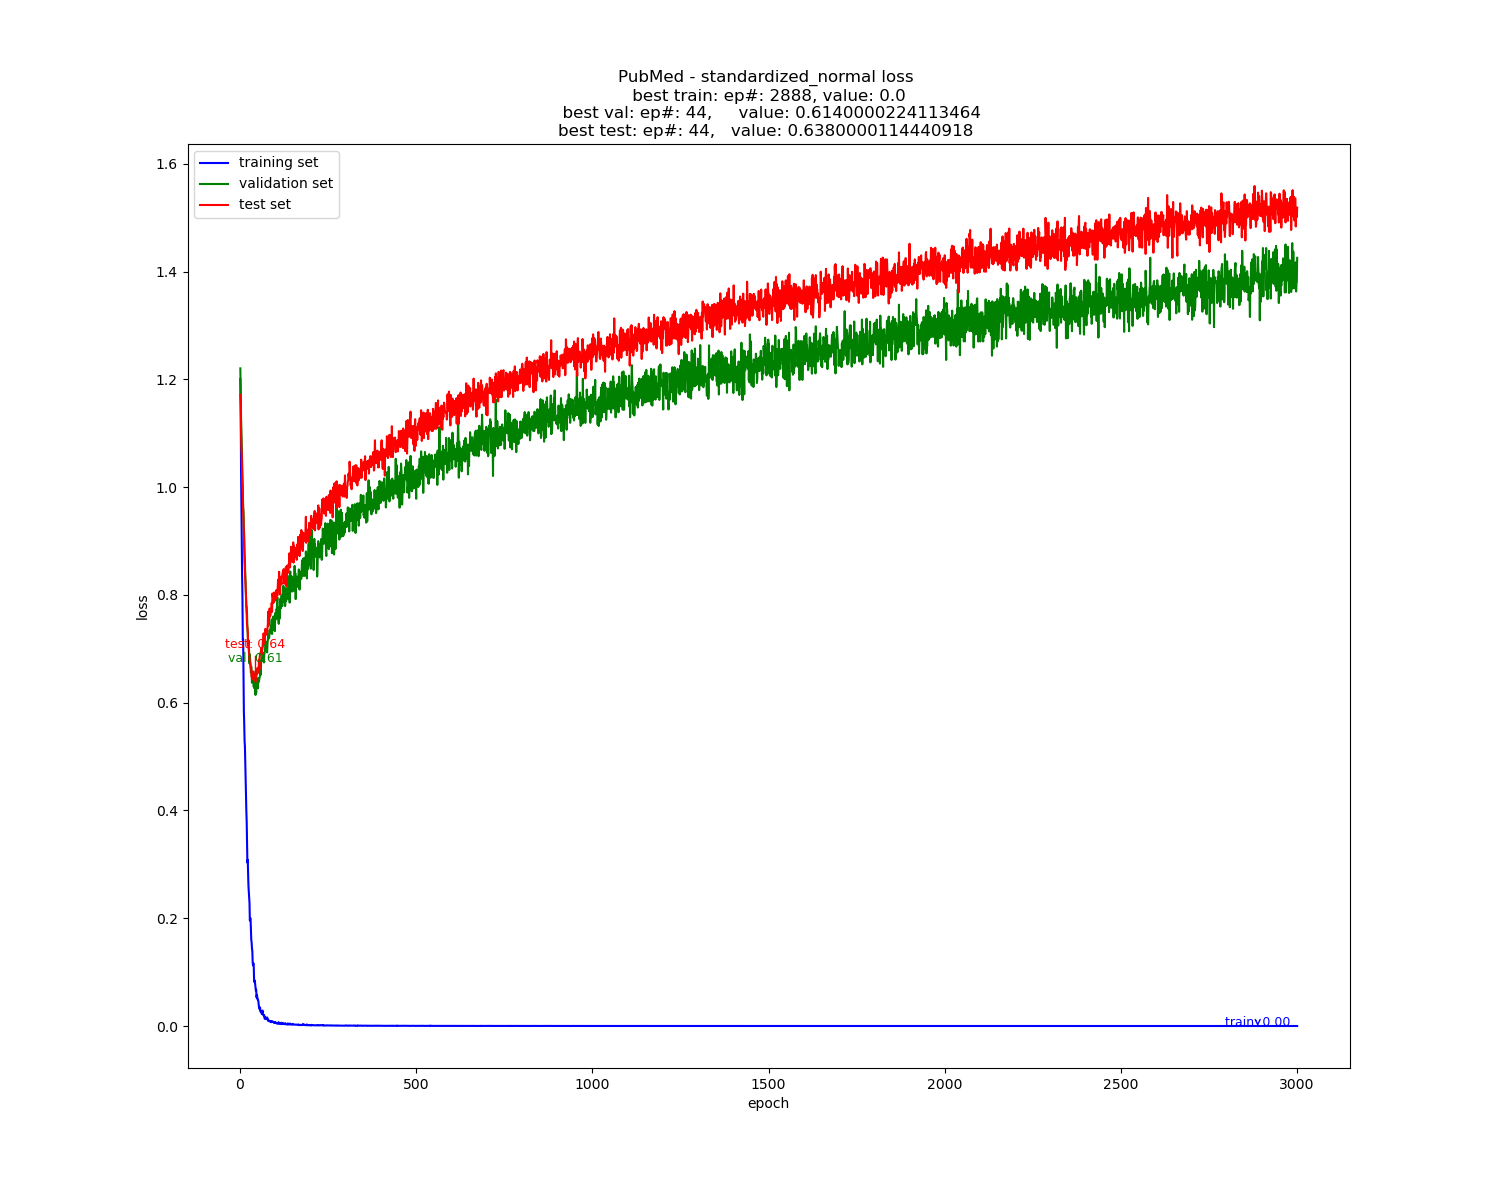 PubMed - standardized_normal loss
best train: ep#: 2888, value: 0.0
best val: ep#: 44,     value: 0.6140000224113464
best test: ep#: 44,   value: 0.6380000114440918
training set
validation set
test set
1.6
1.4
1.2
1.0
0.8
0.6
0.4
0.2
0.0
loss
test: 0.64
val: 0.61
train: 0.00
0
500
1000
1500
2000
2500
3000
epoch